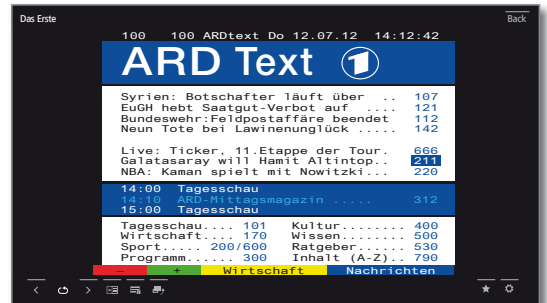 Das Erste
Back
100 100 ARDtext Do 12.07.12 14:12:42
ARD Text 1
Syrien: Botschafter läuft über .. 107
EuGH hebt Saatgut-Verbot auf .... 121
Bundeswehr:Feldpostaffäre beendet 112
Neun Tote bei Lawinenunglück ..... 142
Live: Ticker, 11.Etappe der Tour. 666
Galatasaray will Hamit Altintop.. 211
NBA: Kaman spielt mit Nowitzki... 220
14:00 Tagesschau
14:10 ARD-Mittagsmagazin ..... 312
15:00 Tagesschau
Tagesschau.... 101 Kultur........ 400
Wirtschaft.... 170 Wissen........ 500
Sport..... 200/600 Ratgeber...... 530
Programm...... 300 Inhalt (A-Z).. 790
– + Wirtschaft Nachrichten